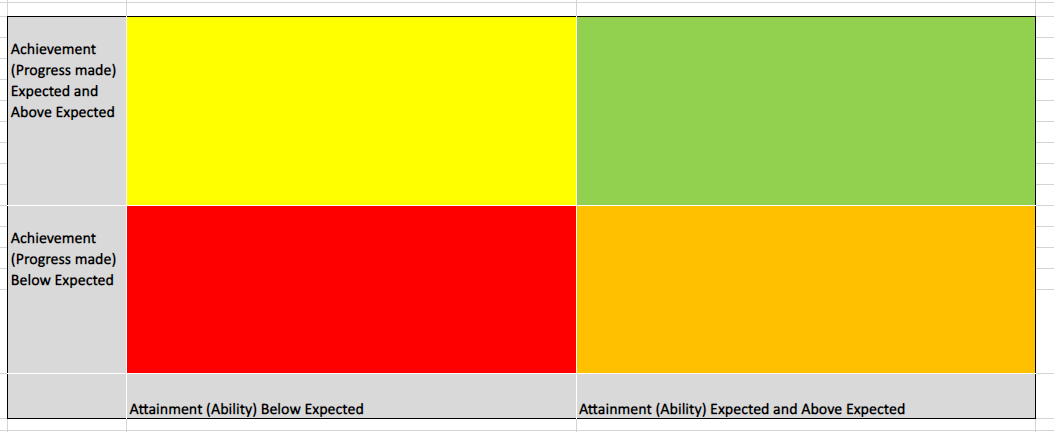 Achievement
(Progress made)
Expected and
Above Expected
Achievement
(Progress made)
Below Expected
Attainment (Ability) Below Expected
Attainment (Ability) Expected and Above Expected